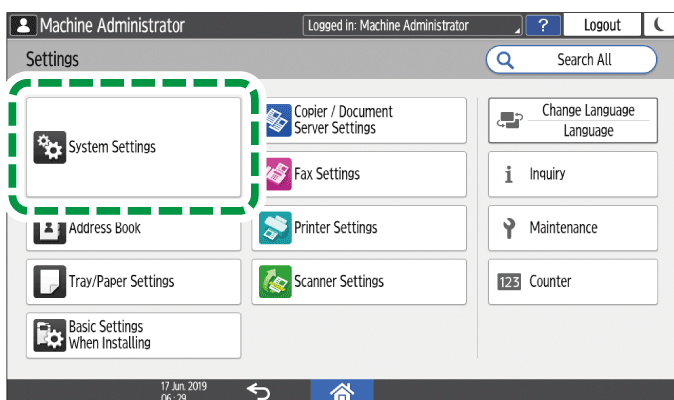 Machine Administrator
Logged in: Machine Administrator
?
Logout
Settings
Search All
System Settings
Copier / Document
Server Settings
Change Language
Language
Fax Settings
i Inquiry
Address Book
Printer Settings
Maintenance
Tray/Paper Settings
Scanner Settings
123 Counter
Basic Settings
When Installing
17 Jun. 2019
06:29